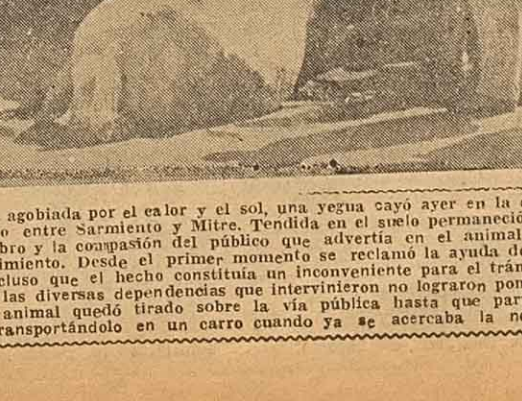 agobiada por el calor y el sol, una yegua cayó ayer en la
o entre Sarmiento y Mitre. Tendida en el suelo permaneció
bro y la compasión del público que advertía en el animal
imiento. Desde el primer momento se reclamó la ayuda de
cluso que el hecho constituía un inconveniente para el trán
las diversas dependencias que intervinieron no lograron pon
animal quedó tirado sobre la vía pública hasta que par
ransportándolo en un carro cuando ya se acercaba la no